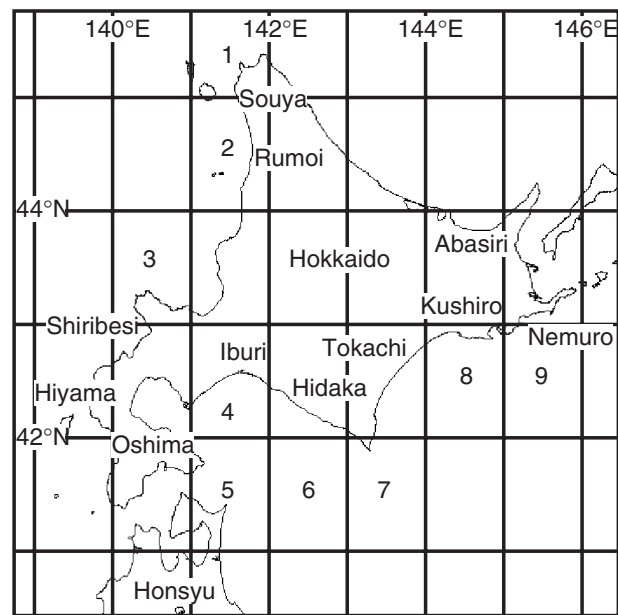 140°E 142°E 144°E 146°E
1
Souya
2
Rumoi
44°N
Abasiri
3
Hokkaido
Kushiro
Shiribesi
Nemuro
Iburi
Tokachi
8
9
Hidaka
Hiyama
4
42°N
Oshima
5
6
7
Honsyu